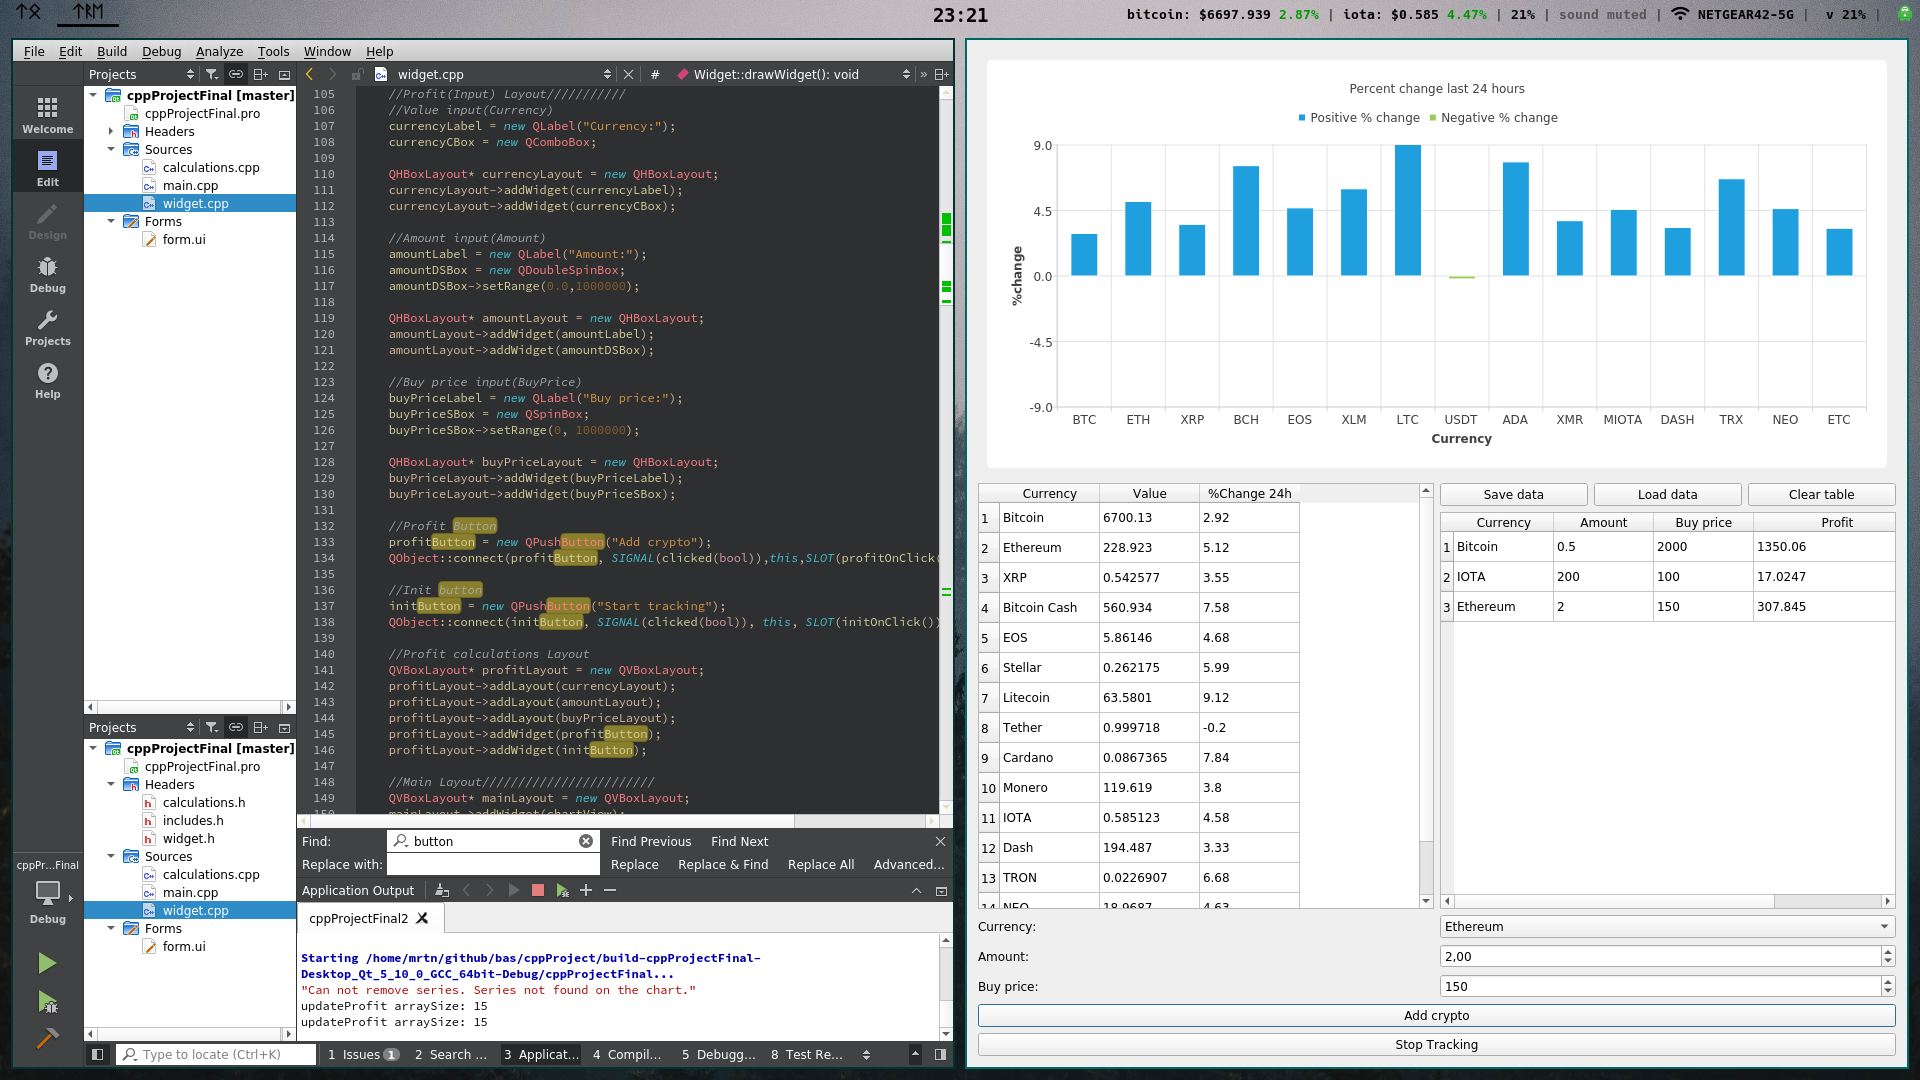 ᛏᛟ ᛏᚱᛖ
23:21
bitcoin: $6697.939 2.87% | iota: $0.585 4.47% | 21% | sound muted | NETGEAR42-5G | v 21% |
File Edit Build Debug Analyze Tools Window Help
Projects
widget.cpp # Widget::drawWidget(): void »
Welcome
Edit
Design
Debug
Projects
Help
cppProjectFinal [master]
cppProjectFinal.pro
Headers
Sources
calculations.cpp
main.cpp
widget.cpp
Forms
form.ui
Projects
cppProjectFinal [master]
cppProjectFinal.pro
Headers
calculations.h
includes.h
widget.h
Sources
calculations.cpp
main.cpp
widget.cpp
Forms
form.ui
cppPr...Final
Debug
105 //Profit(Input) Layout///////////
106 //Value input(Currency)
107 currencyLabel = new QLabel("Currency:");
108 currencyCBox = new QComboBox;
109
110 QHBoxLayout* currencyLayout = new QHBoxLayout;
111 currencyLayout->addWidget(currencyLabel);
112 currencyLayout->addWidget(currencyCBox);
113
114 //Amount input(Amount)
115 amountLabel = new QLabel("Amount:");
116 amountDSBox = new QDoubleSpinBox;
117 amountDSBox->setRange(0.0,1000000);
118
119 QHBoxLayout* amountLayout = new QHBoxLayout;
120 amountLayout->addWidget(amountLabel);
121 amountLayout->addWidget(amountDSBox);
122
123 //Buy price input(BuyPrice)
124 buyPriceLabel = new QLabel("Buy price:");
125 buyPriceSBox = new QSpinBox;
126 buyPriceSBox->setRange(0, 1000000);
127
128 QHBoxLayout* buyPriceLayout = new QHBoxLayout;
129 buyPriceLayout->addWidget(buyPriceLabel);
130 buyPriceLayout->addWidget(buyPriceSBox);
131
132 //Profit Button
133 profitButton = new QPushButton("Add crypto");
134 QObject::connect(profitButton, SIGNAL(clicked(bool)),this,SLOT(profitOnClick(
135
136 //Init button
137 initButton = new QPushButton("Start tracking");
138 QObject::connect(initButton, SIGNAL(clicked(bool)), this, SLOT(initOnClick())
139
140 //Profit calculations Layout
141 QVBoxLayout* profitLayout = new QVBoxLayout;
142 profitLayout->addLayout(currencyLayout);
143 profitLayout->addLayout(amountLayout);
144 profitLayout->addLayout(buyPriceLayout);
145 profitLayout->addWidget(profitButton);
146 profitLayout->addWidget(initButton);
147
148 //Main Layout////////////////////////
149 QVBoxLayout* mainLayout = new QVBoxLayout;
150 mainLayout->addWidget(chartView);
Find: button Find Previous Find Next
Replace with: Replace Replace & Find Replace All Advanced...
Application Output
cppProjectFinal2
Starting /home/mrtn/github/bas/cppProject/build-cppProjectFinal-
Desktop_Qt_5_10_0_GCC_64bit-Debug/cppProjectFinal...
"Can not remove series. Series not found on the chart."
updateProfit arraySize: 15
updateProfit arraySize: 15
Type to locate (Ctrl+K) 1 Issues 1 2 Search ... 3 Applicat... 4 Compil... 5 Debugg... 8 Test Re...
Percent change last 24 hours
Positive % change Negative % change
9.0
4.5
0.0
-4.5
-9.0
%change
BTC ETH XRP BCH EOS XLM LTC USDT ADA XMR MIOTA DASH TRX NEO ETC
Currency
Currency Value %Change 24h
1 Bitcoin 6700.13 2.92
2 Ethereum 228.923 5.12
3 XRP 0.542577 3.55
4 Bitcoin Cash 560.934 7.58
5 EOS 5.86146 4.68
6 Stellar 0.262175 5.99
7 Litecoin 63.5801 9.12
8 Tether 0.999718 -0.2
9 Cardano 0.0867365 7.84
10 Monero 119.619 3.8
11 IOTA 0.585123 4.58
12 Dash 194.487 3.33
13 TRON 0.0226907 6.68
14 NEO 18.9687 4.63
Save data Load data Clear table
Currency Amount Buy price Profit
1 Bitcoin 0.5 2000 1350.06
2 IOTA 200 100 17.0247
3 Ethereum 2 150 307.845
Currency: Ethereum
Amount: 2,00
Buy price: 150
Add crypto
Stop Tracking